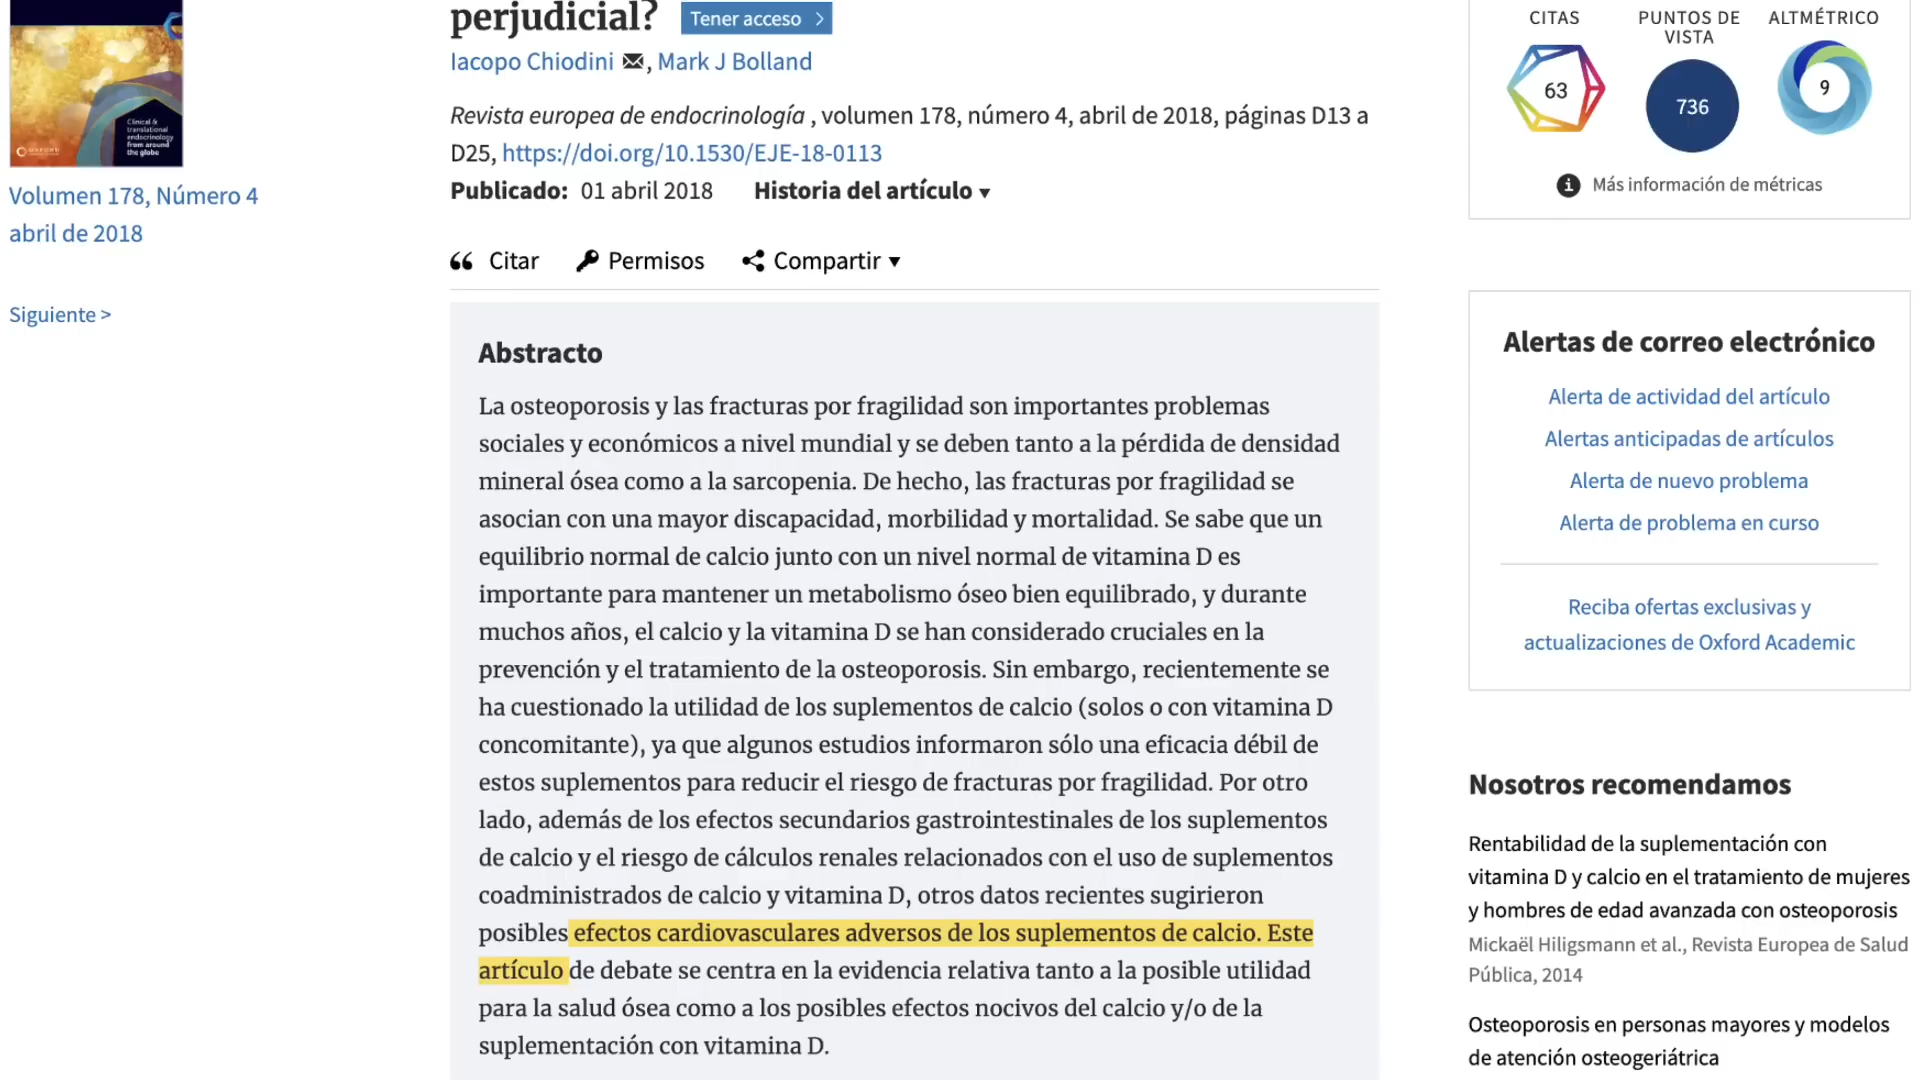 perjudicial?
Tener acceso
Iacopo Chiodini , Mark J Bolland
Revista europea de endocrinología , volumen 178, número 4, abril de 2018, páginas D13 a
D25, https://doi.org/10.1530/EJE-18-0113
Publicado: 01 abril 2018 Historia del artículo
Citar Permisos Compartir
Clinical &
translational
endocrinology
from around
the globe
OXFORD
Volumen 178, Número 4
abril de 2018
Siguiente >
Abstracto
La osteoporosis y las fracturas por fragilidad son importantes problemas
sociales y económicos a nivel mundial y se deben tanto a la pérdida de densidad
mineral ósea como a la sarcopenia. De hecho, las fracturas por fragilidad se
asocian con una mayor discapacidad, morbilidad y mortalidad. Se sabe que un
equilibrio normal de calcio junto con un nivel normal de vitamina D es
importante para mantener un metabolismo óseo bien equilibrado, y durante
muchos años, el calcio y la vitamina D se han considerado cruciales en la
prevención y el tratamiento de la osteoporosis. Sin embargo, recientemente se
ha cuestionado la utilidad de los suplementos de calcio (solos o con vitamina D
concomitante), ya que algunos estudios informaron sólo una eficacia débil de
estos suplementos para reducir el riesgo de fracturas por fragilidad. Por otro
lado, además de los efectos secundarios gastrointestinales de los suplementos
de calcio y el riesgo de cálculos renales relacionados con el uso de suplementos
coadministrados de calcio y vitamina D, otros datos recientes sugirieron
posibles efectos cardiovasculares adversos de los suplementos de calcio. Este
artículo de debate se centra en la evidencia relativa tanto a la posible utilidad
para la salud ósea como a los posibles efectos nocivos del calcio y/o de la
suplementación con vitamina D.
CITAS
63
PUNTOS DE
VISTA
736
ALTMÉTRICO
9
Más información de métricas
Alertas de correo electrónico
Alerta de actividad del artículo
Alertas anticipadas de artículos
Alerta de nuevo problema
Alerta de problema en curso
Reciba ofertas exclusivas y
actualizaciones de Oxford Academic
Nosotros recomendamos
Rentabilidad de la suplementación con
vitamina D y calcio en el tratamiento de mujeres
y hombres de edad avanzada con osteoporosis
Mickaël Hiligsmann et al., Revista Europea de Salud
Pública, 2014
Osteoporosis en personas mayores y modelos
de atención osteogeriátrica